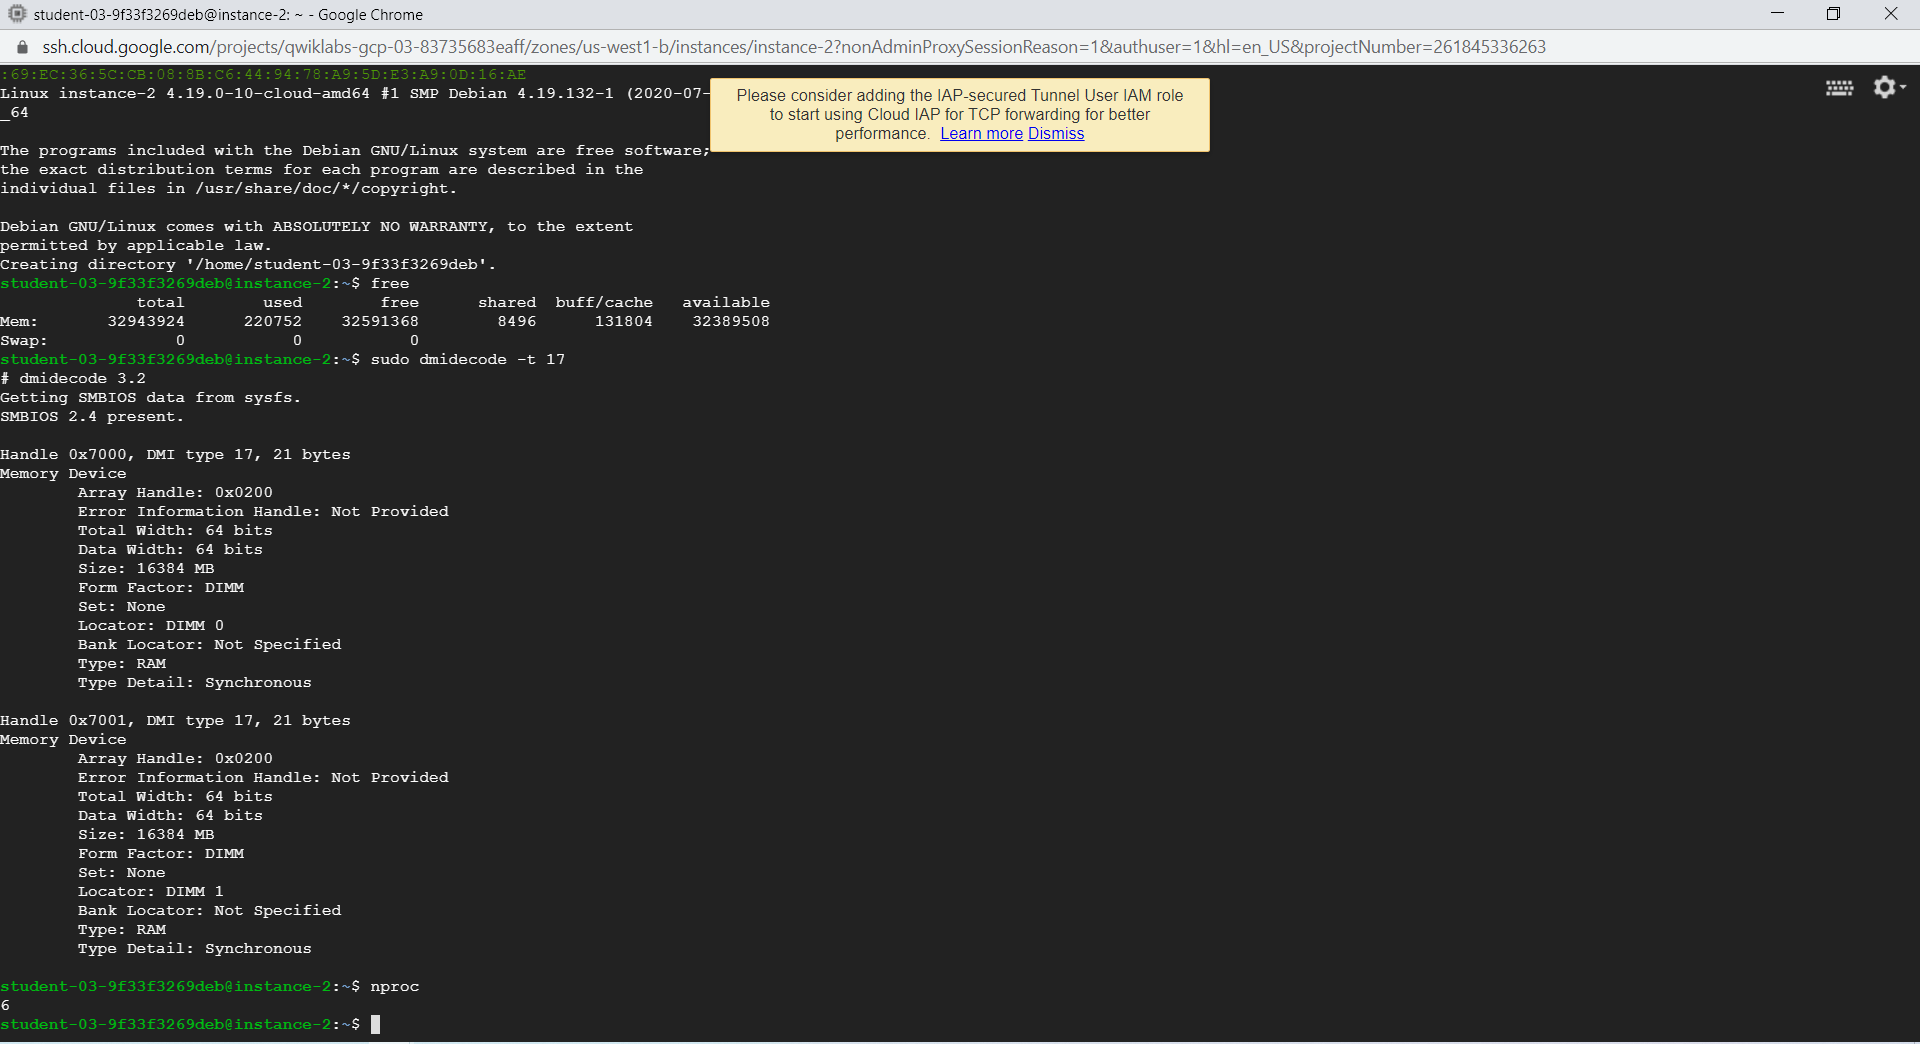 student-03-9f33f3269deb@instance-2: ~ - Google Chrome
ssh.cloud.google.com/projects/qwiklabs-gcp-03-83735683eaff/zones/us-west1-b/instances/instance-2?nonAdminProxySessionReason=1&authuser=1&hl=en_US&projectNumber=261845336263
:69:EC:36:5C:CB:08:8B:C6:44:94:78:A9:5D:E3:A9:0D:16:AE
Linux instance-2 4.19.0-10-cloud-amd64 #1 SMP Debian 4.19.132-1 (2020-07-
_64
Please consider adding the IAP-secured Tunnel User IAM role
to start using Cloud IAP for TCP forwarding for better
performance. Learn more Dismiss
The programs included with the Debian GNU/Linux system are free software;
the exact distribution terms for each program are described in the
individual files in /usr/share/doc/*/copyright.
Debian GNU/Linux comes with ABSOLUTELY NO WARRANTY, to the extent
permitted by applicable law.
Creating directory '/home/student-03-9f33f3269deb'.
student-03-9f33f3269deb@instance-2:~$ free
total used free shared buff/cache available
Mem: 32943924 220752 32591368 8496 131804 32389508
Swap: 0 0 0
student-03-9f33f3269deb@instance-2:~$ sudo dmidecode -t 17
# dmidecode 3.2
Getting SMBIOS data from sysfs.
SMBIOS 2.4 present.
Handle 0x7000, DMI type 17, 21 bytes
Memory Device
Array Handle: 0x0200
Error Information Handle: Not Provided
Total Width: 64 bits
Data Width: 64 bits
Size: 16384 MB
Form Factor: DIMM
Set: None
Locator: DIMM 0
Bank Locator: Not Specified
Type: RAM
Type Detail: Synchronous
Handle 0x7001, DMI type 17, 21 bytes
Memory Device
Array Handle: 0x0200
Error Information Handle: Not Provided
Total Width: 64 bits
Data Width: 64 bits
Size: 16384 MB
Form Factor: DIMM
Set: None
Locator: DIMM 1
Bank Locator: Not Specified
Type: RAM
Type Detail: Synchronous
student-03-9f33f3269deb@instance-2:~$ nproc
6
student-03-9f33f3269deb@instance-2:~$